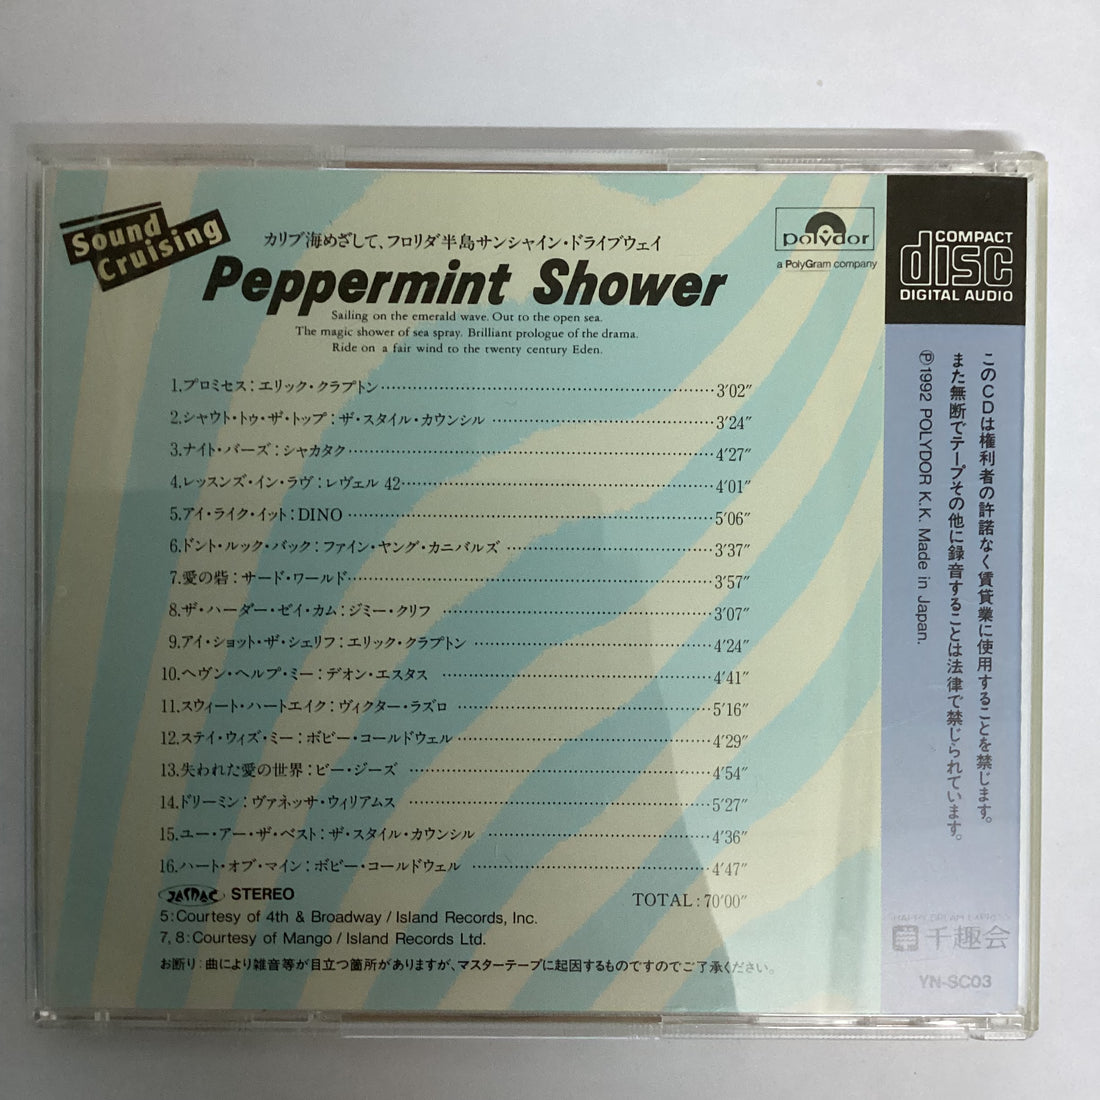 Sound
Cruising
カリブ海めざして、フロリダ半島サンシャイン・ドライブウェイ
Peppermint Shower
Sailing on the emerald wave. Out to the open sea.
The magic shower of sea spray. Brilliant prologue of the drama.
Ride on a fair wind to the twenty century Eden.
polydor
a PolyGram company
COMPACT
disc
DIGITAL AUDIO
1.プロミセス：エリック・クラプトン 3′02″
2.シャウト・トゥ・ザ・トップ：ザ・スタイル・カウンシル 3′24″
3.ナイト・バーズ：シャカタク 4′27″
4.レッスンズ・イン・ラヴ：レヴェル 42 4′01″
5.アイ・ライク・イット：DINO 5′06″
6.ドント・ルック・バック：ファイン・ヤング・カニバルズ 3′37″
7.愛の砦：サード・ワールド 3′57″
8.ザ・ハーダー・ゼイ・カム：ジミー・クリフ 3′07″
9.アイ・ショット・ザ・シェリフ：エリック・クラプトン 4′24″
10.ヘヴン・ヘルプ・ミー：デオン・エスタス 4′41″
11.スウィート・ハートエイク：ヴィクター・ラズロ 5′16″
12.ステイ・ウィズ・ミー：ボビー・コールドウェル 4′29″
13.失われた愛の世界：ビー・ジーズ 4′54″
14.ドリーミン：ヴァネッサ・ウィリアムス 5′27″
15.ユー・アー・ザ・ベスト：ザ・スタイル・カウンシル 4′36″
16.ハート・オブ・マイン：ボビー・コールドウェル 4′47″
JASRAC STEREO
TOTAL：70′00″
5：Courtesy of 4th & Broadway / Island Records, Inc.
7, 8：Courtesy of Mango / Island Records Ltd.
お断り：曲により雑音等が目立つ箇所がありますが、マスターテープに起因するものですのでご了承ください。
このCDは権利者の許諾なく賃貸業に使用することを禁じます。
また無断でテープその他に録音することは法律で禁じられています。
Ⓟ1992 POLYDOR K.K. Made in Japan.
HAPPY DREAM EXPRESS
千趣会
YN-SC03